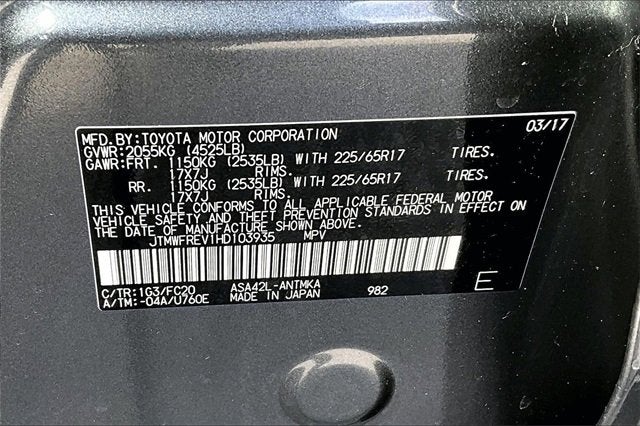 MFD.BY:TOYOTA MOTOR CORPORATION 03/17
GVWR:2055KG (4525LB)
GAWR:FRT. 1150KG (2535LB) WITH 225/65R17 TIRES.
17X7J RIMS.
RR. 1150KG (2535LB) WITH 225/65R17 TIRES.
17X7J RIMS.
THIS VEHICLE CONFORMS TO ALL APPLICABLE FEDERAL MOTOR
VEHICLE SAFETY AND THEFT PREVENTION STANDARDS IN EFFECT ON
THE DATE OF MANUFACTURE SHOWN ABOVE.
JTMWFREV1HD103935 MPV
C/TR:1G3/FC20 ASA42L-ANTMKA
A/TM:-04A/U760E MADE IN JAPAN 982 E